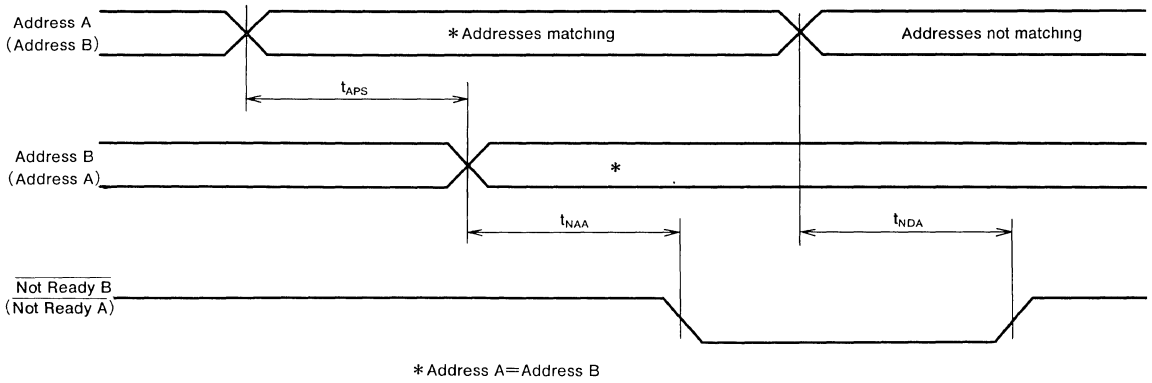 Address A
(Address B)
* Addresses matching
Addresses not matching
tAPS
Address B
(Address A)
*
tNAA
tNDA
Not Ready B
(Not Ready A)
* Address A=Address B